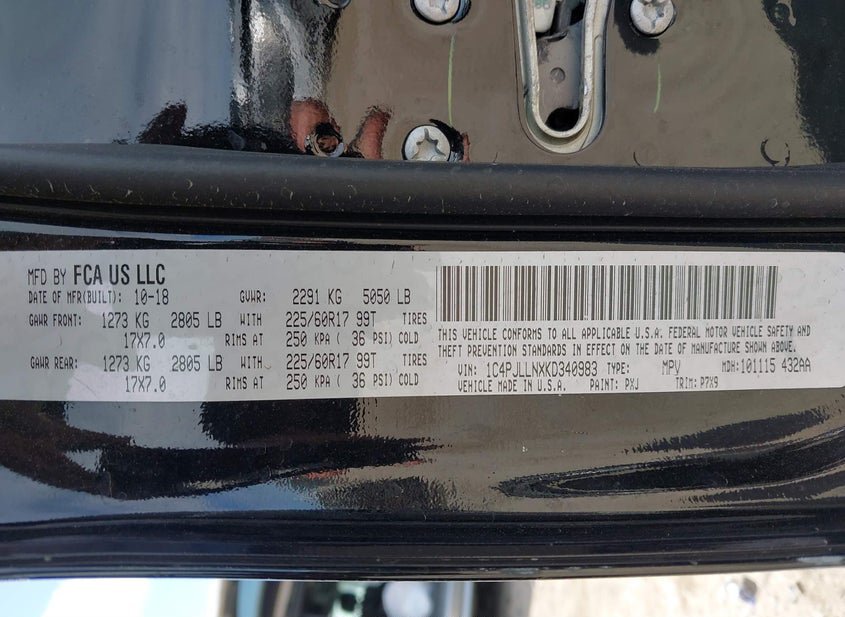 MFD BY FCA US LLC
DATE OF MFR(BUILT): 10-18 GVWR: 2291 KG 5050 LB
GAWR FRONT: 1273 KG 2805 LB WITH 225/60R17 99T TIRES
17X7.0 RIMS AT 250 KPA ( 36 PSI) COLD
GAWR REAR: 1273 KG 2805 LB WITH 225/60R17 99T TIRES
17X7.0 RIMS AT 250 KPA ( 36 PSI) COLD
THIS VEHICLE CONFORMS TO ALL APPLICABLE U.S.A. FEDERAL MOTOR VEHICLE SAFETY AND
THEFT PREVENTION STANDARDS IN EFFECT ON THE DATE OF MANUFACTURE SHOWN ABOVE.
VIN: 1C4PJLLNXKD340983 TYPE: MPV MDH:101115 432AA
VEHICLE MADE IN U.S.A. PAINT: PXJ TRIM: P7X9